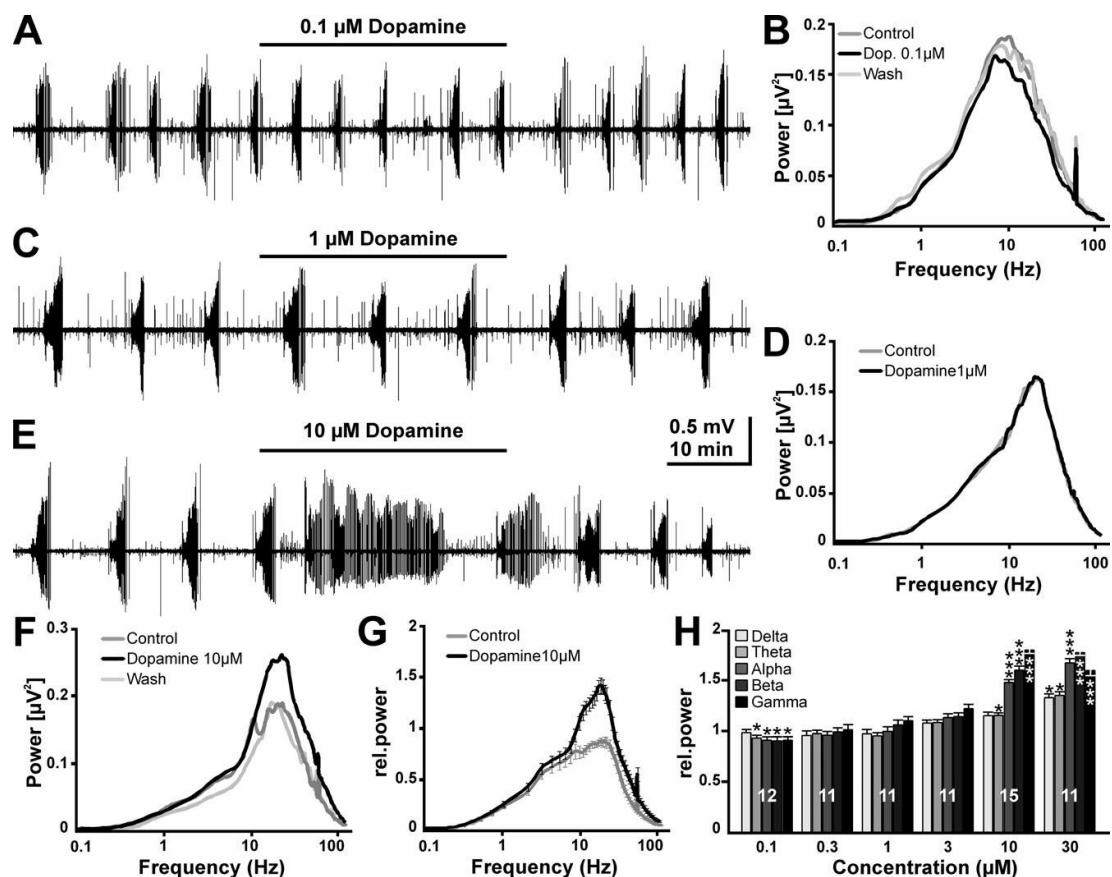 A
0.1 µM Dopamine
B
Control
Dop. 0.1µM
Wash
Power [µV²]
0.2
0.15
0.1
0.05
0
0.1 1 10 100
Frequency (Hz)
C
1 µM Dopamine
D
Control
Dopamine1µM
Power [µV²]
0.2
0.15
0.1
0.05
0
0.1 1 10 100
Frequency (Hz)
E
10 µM Dopamine
0.5 mV
10 min
F
Control
Dopamine 10µM
Wash
Power [µV²]
0.3
0.2
0.1
0
0.1 1 10 100
Frequency (Hz)
G
Control
Dopamine10µM
rel.power
2
1.5
1
0.5
0
0.1 1 10 100
Frequency (Hz)
H
Delta
Theta
Alpha
Beta
Gamma
rel.power
2
1.5
1
0
12 11 11 11 15 11
0.1 0.3 1 3 10 30
Concentration (µM)